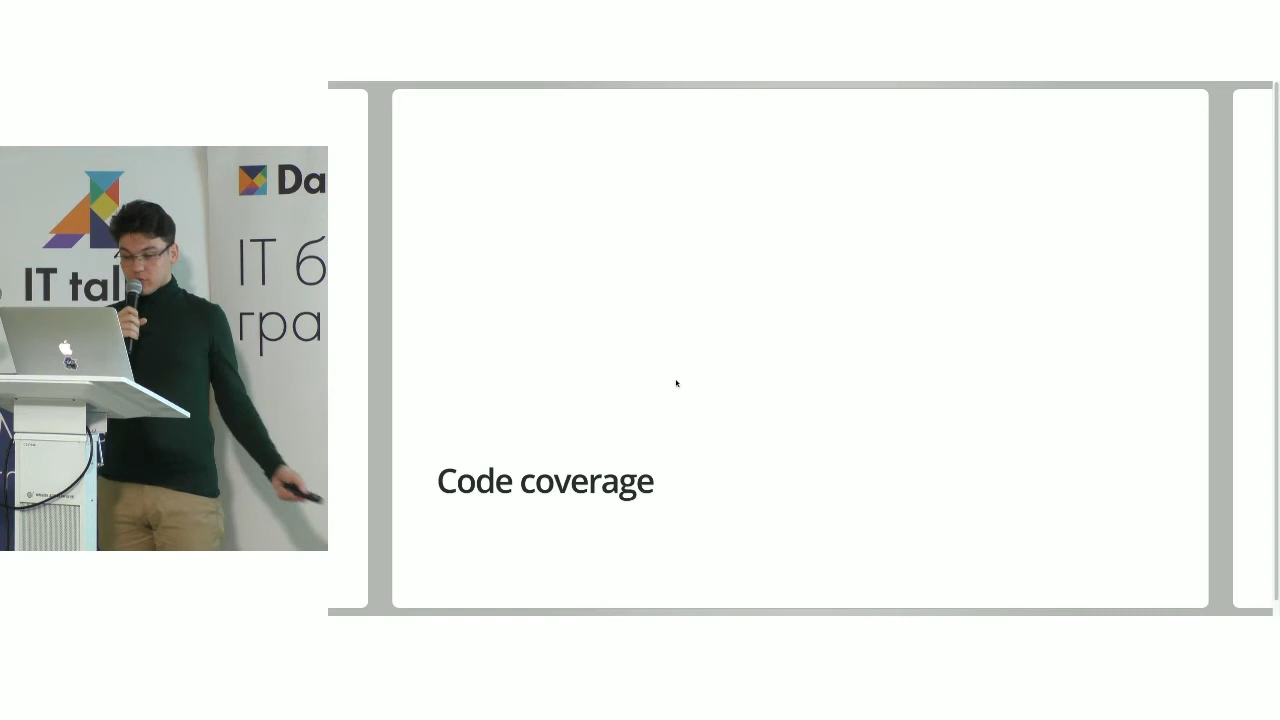 IT tal
Da
IT б
гра
Code coverage